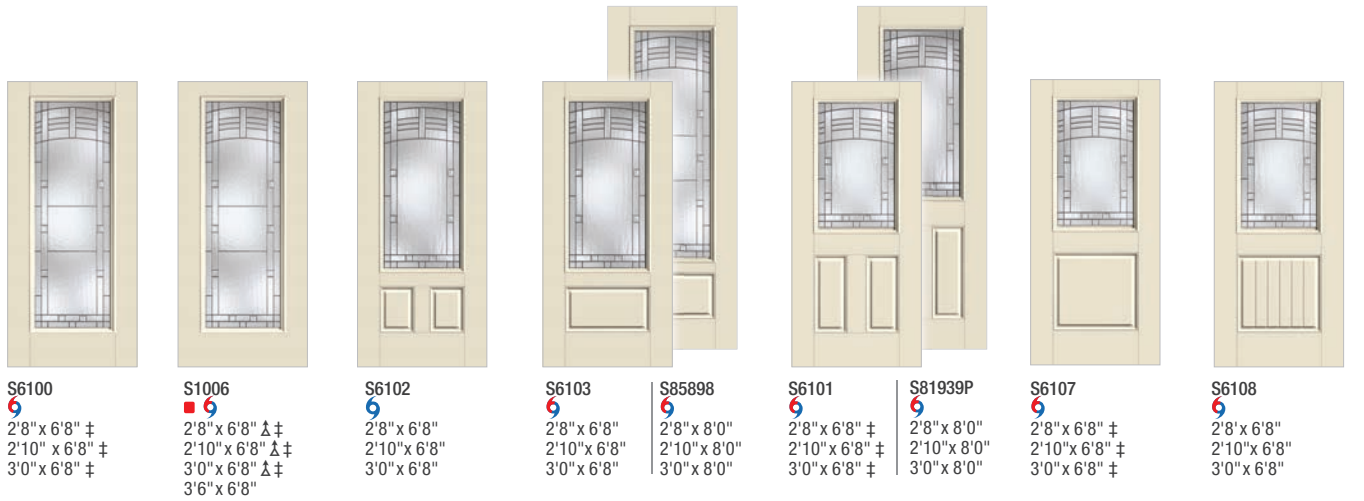 S6100
2'8" x 6'8" ‡
2'10" x 6'8" ‡
3'0" x 6'8" ‡
S1006
2'8" x 6'8" ‡
2'10" x 6'8" ‡
3'0" x 6'8" ‡
3'6" x 6'8"
S6102
2'8" x 6'8"
2'10" x 6'8"
3'0" x 6'8"
S6103
2'8" x 6'8"
2'10" x 6'8"
3'0" x 6'8"
S85898
2'8" x 8'0"
2'10" x 8'0"
3'0" x 8'0"
S6101
2'8" x 6'8" ‡
2'10" x 6'8" ‡
3'0" x 6'8" ‡
S81939P
2'8" x 8'0"
2'10" x 8'0"
3'0" x 8'0"
S6107
2'8" x 6'8" ‡
2'10" x 6'8" ‡
3'0" x 6'8" ‡
S6108
2'8" x 6'8"
2'10" x 6'8"
3'0" x 6'8"